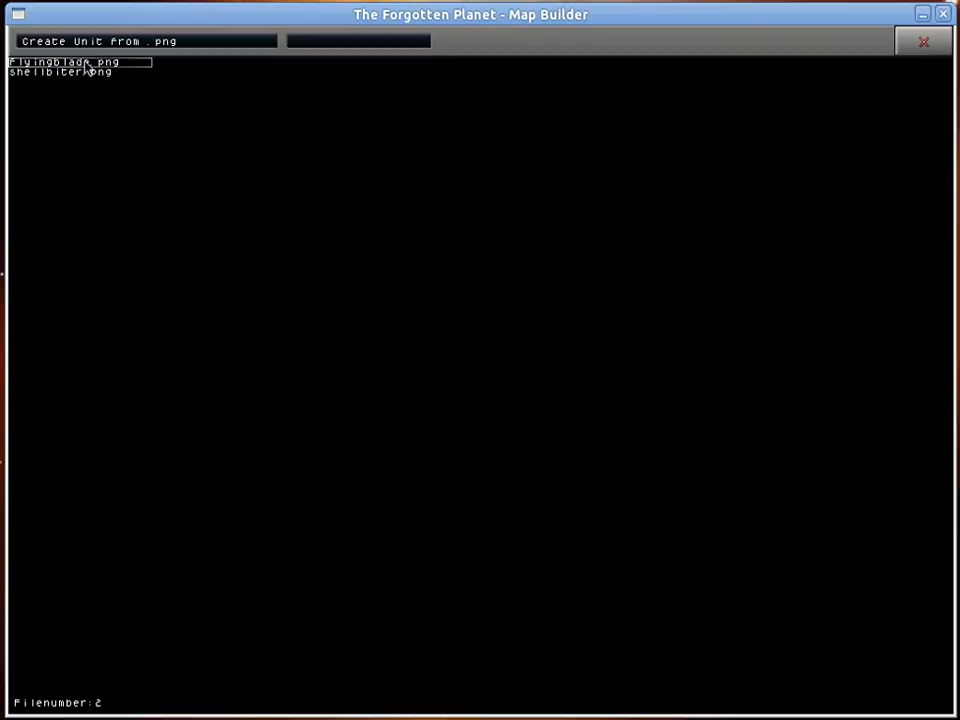 The Forgotten Planet - Map Builder
Create Unit from .png
flyingblade.png
shellbiter.png
Filenumber:2